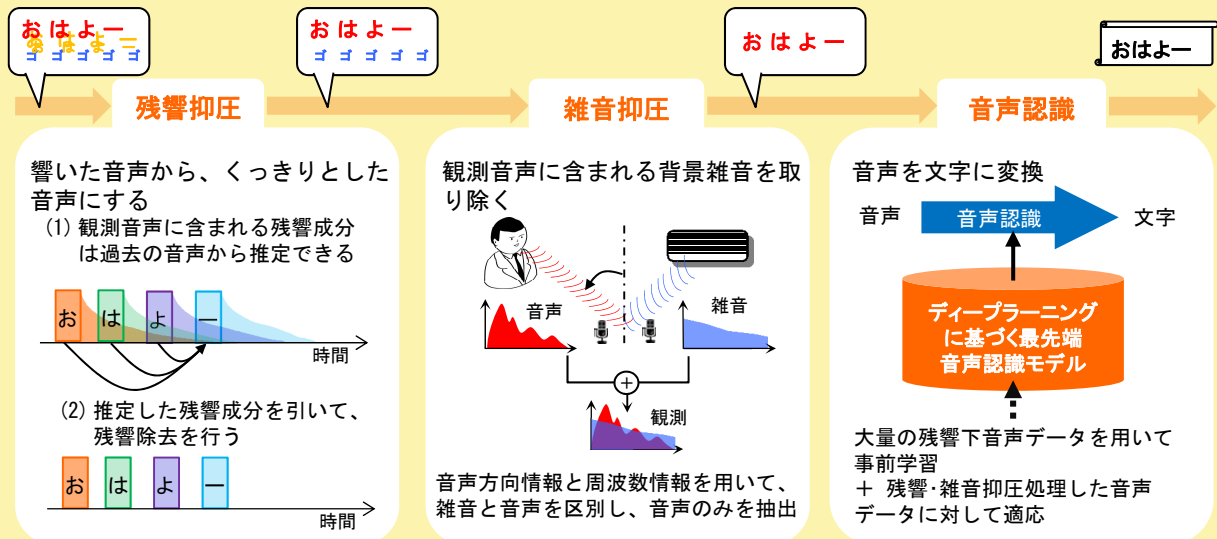 おはよー
おはよー
ゴゴゴゴゴ
おはよー
ゴゴゴゴゴ
おはよー
おはよー
残響抑圧
雑音抑圧
音声認識
響いた音声から、くっきりとした
音声にする
(1) 観測音声に含まれる残響成分
は過去の音声から推定できる
お は よ ー
時間
(2) 推定した残響成分を引いて、
残響除去を行う
お は よ ー
時間
観測音声に含まれる背景雑音を取
り除く
音声
雑音
+
観測
音声方向情報と周波数情報を用いて、
雑音と音声を区別し、音声のみを抽出
音声を文字に変換
音声
音声認識
文字
ディープラーニング
に基づく最先端
音声認識モデル
大量の残響下音声データを用いて
事前学習
＋ 残響・雑音抑圧処理した音声
データに対して適応